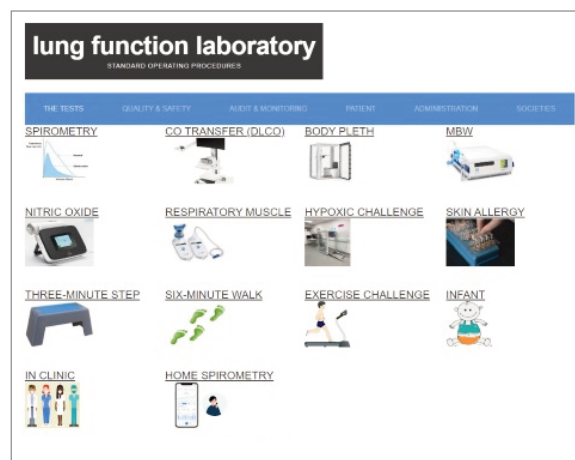 lung function laboratory
STANDARD OPERATING PROCEDURES
THE TESTS QUALITY & SAFETY AUDIT & MONITORING PATIENT ADMINISTRATION SOCIETIES
SPIROMETRY CO TRANSFER (DLCO) BODY PLETH MBW
NITRIC OXIDE RESPIRATORY MUSCLE HYPOXIC CHALLENGE SKIN ALLERGY
THREE-MINUTE STEP SIX-MINUTE WALK EXERCISE CHALLENGE INFANT
IN CLINIC HOME SPIROMETRY